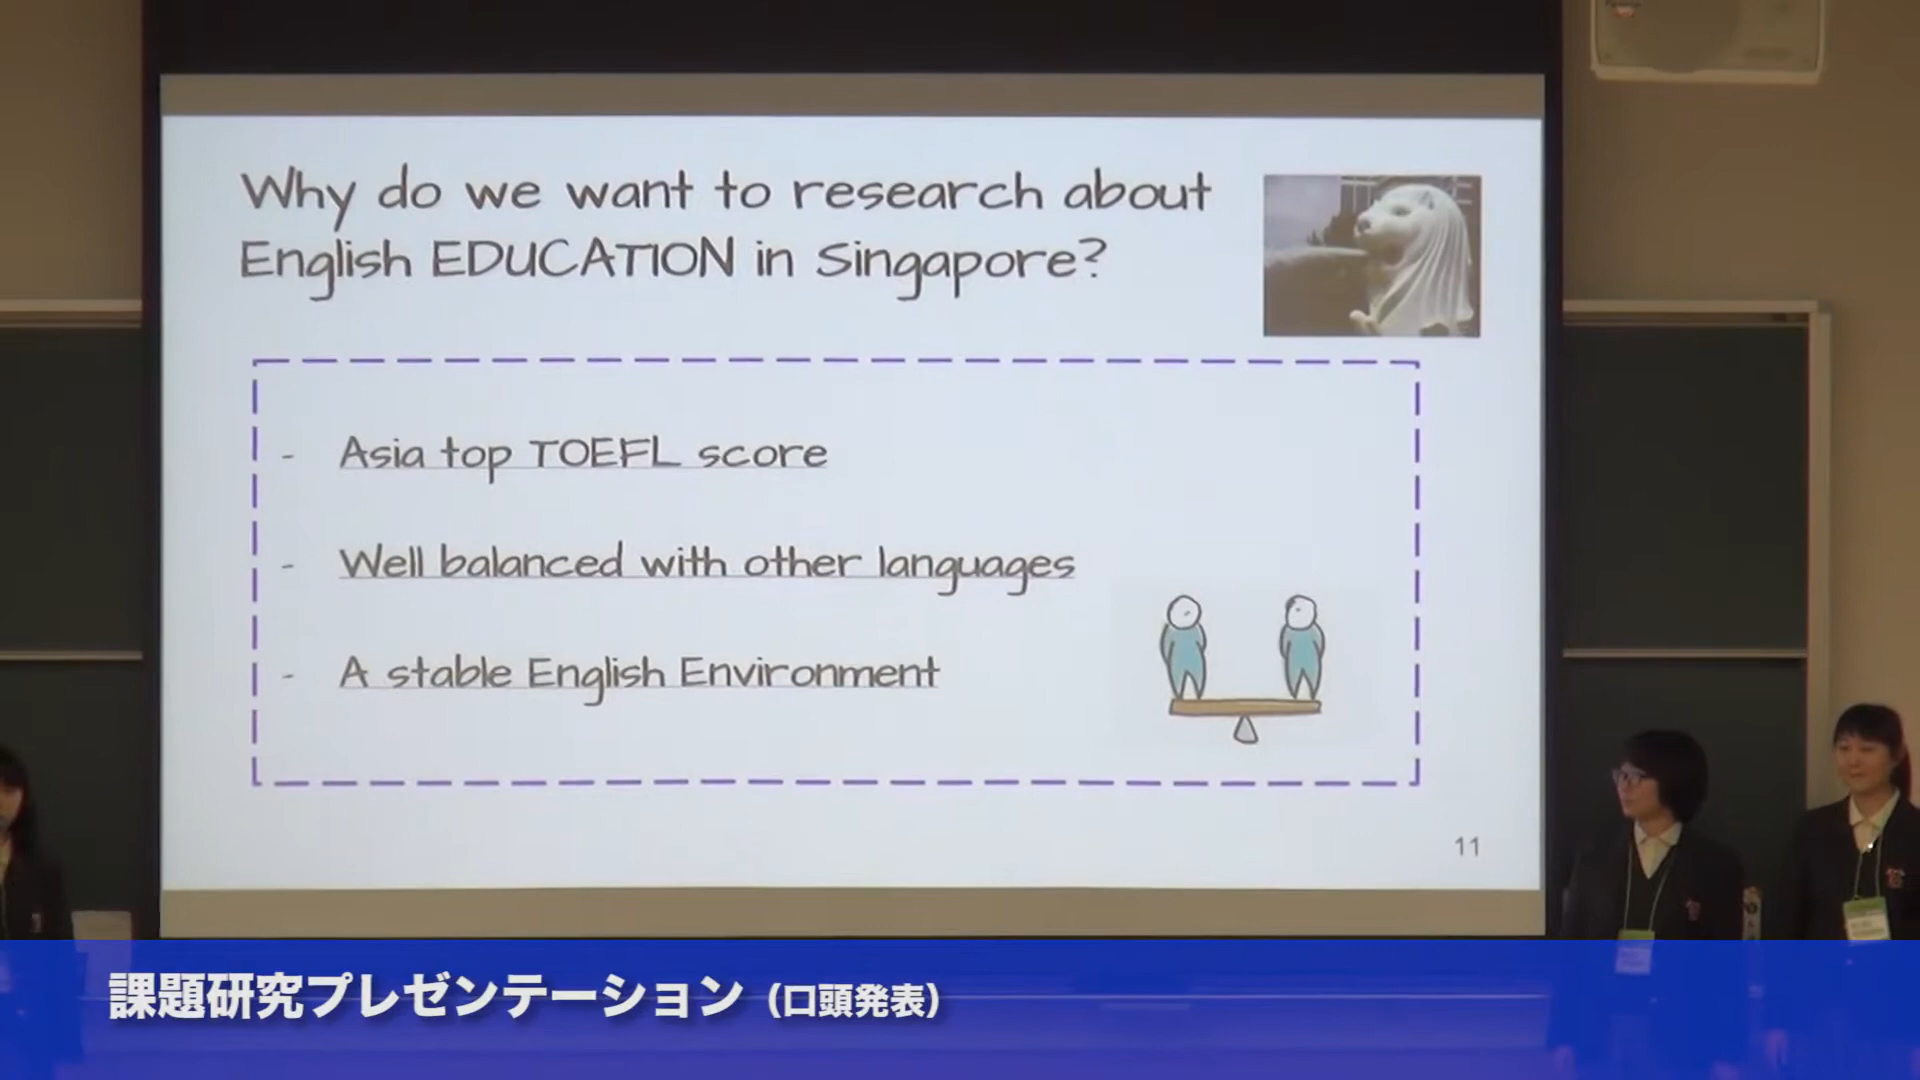 Why do we want to research about
English EDUCATION in Singapore?
- Asia top TOEFL score
- Well balanced with other languages
- A stable English Environment
11
課題研究プレゼンテーション（口頭発表）